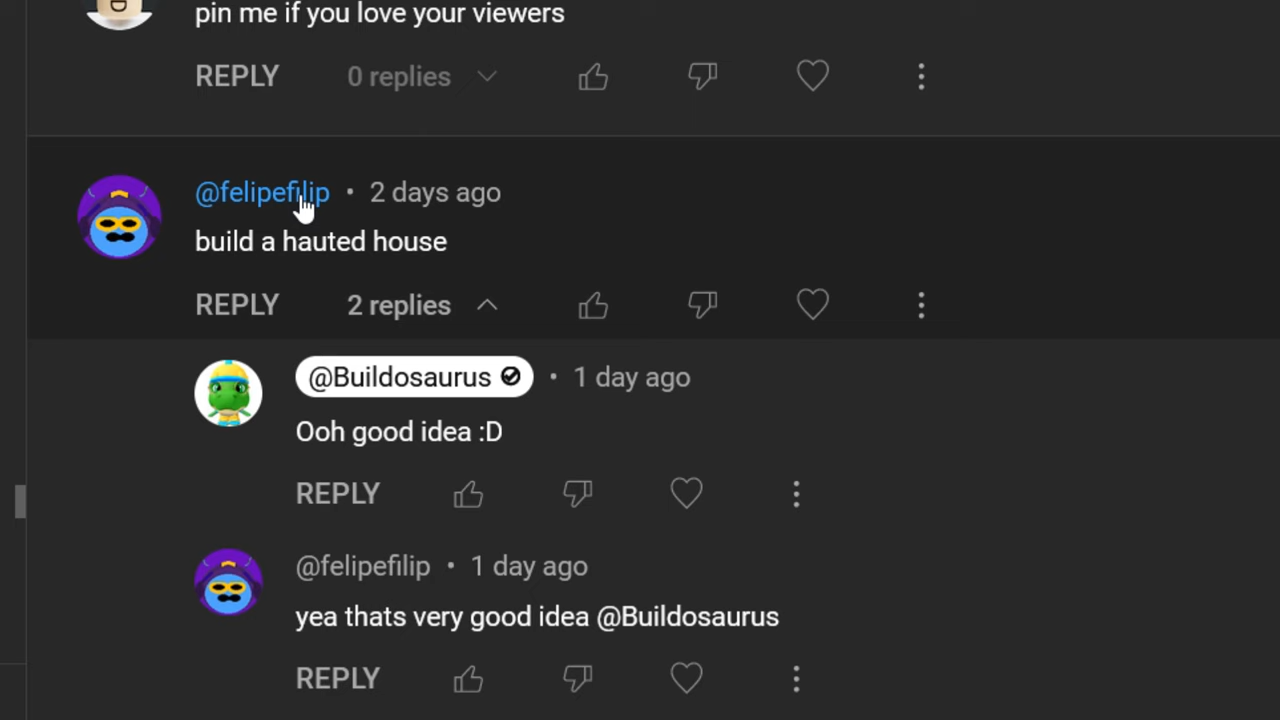 pin me if you love your viewers
REPLY 0 replies
@felipefilip • 2 days ago
build a hauted house
REPLY 2 replies
@Buildosaurus • 1 day ago
Ooh good idea :D
REPLY
@felipefilip • 1 day ago
yea thats very good idea @Buildosaurus
REPLY